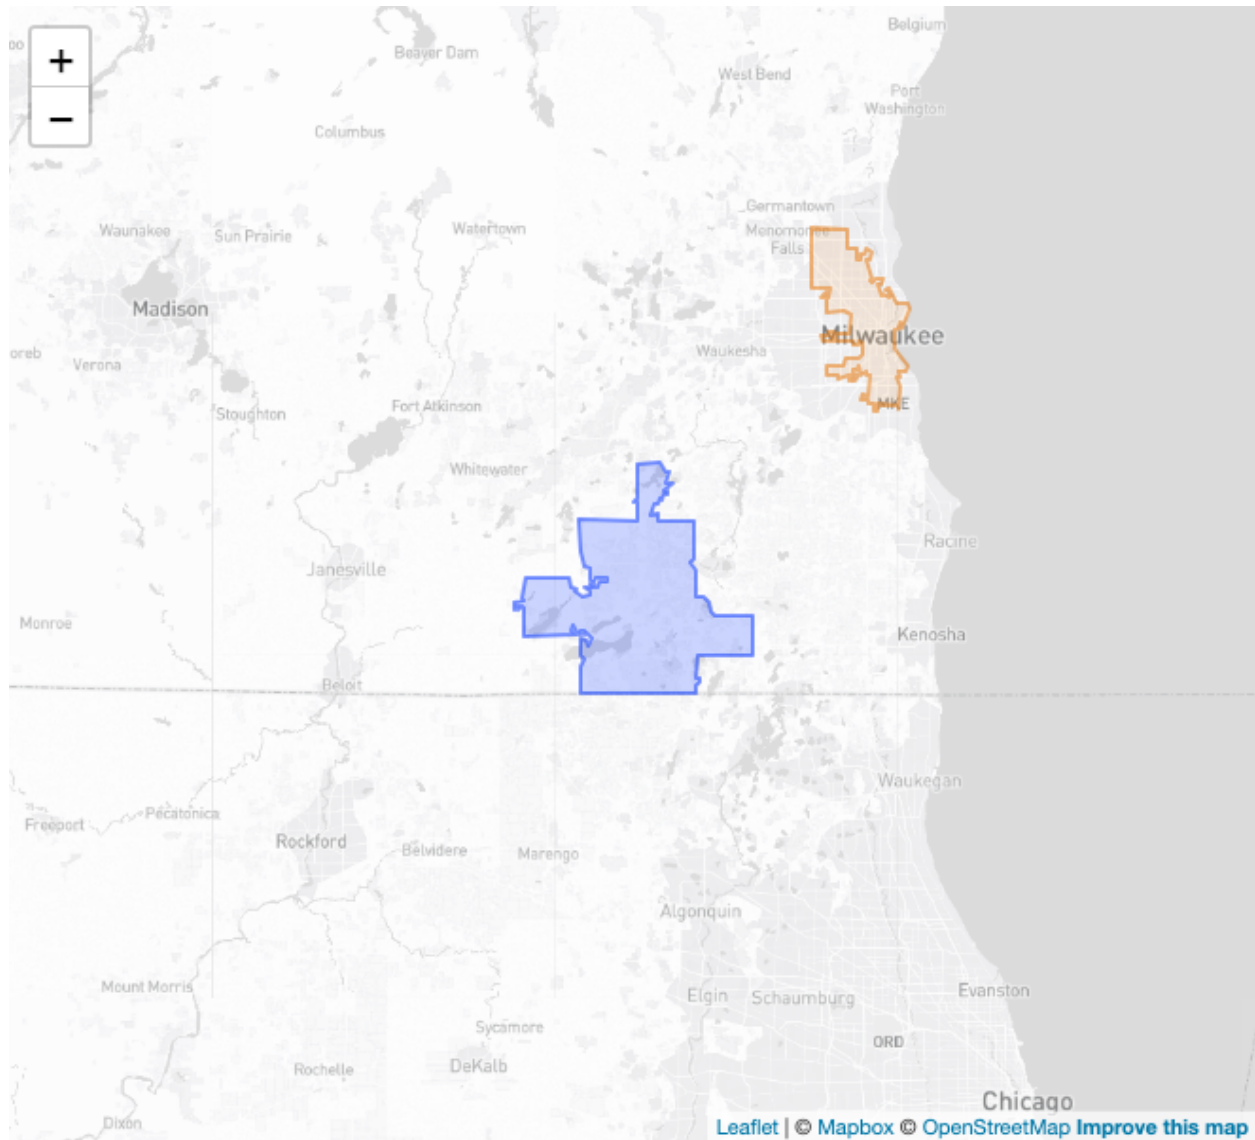 +
−
Belgium
oo
Beaver Dam
West Bend
Port
Washington
Columbus
Germantown
Waunakee
Sun Prairie
Watertown
Menomonee
Falls
Madison
Milwaukee
oreb
Verona
Waukesha
Stoughton
Fort Atkinson
MKE
Whitewater
Racine
Janesville
Monroe
Kenosha
Beloit
Waukegan
Pecatonica
Freeport
Rockford
Belvidere
Marengo
Algonquin
Mount Morris
Elgin
Schaumburg
Evanston
Sycamore
ORD
Rochelle
DeKalb
Chicago
Dixon
Leaflet | © Mapbox © OpenStreetMap Improve this map